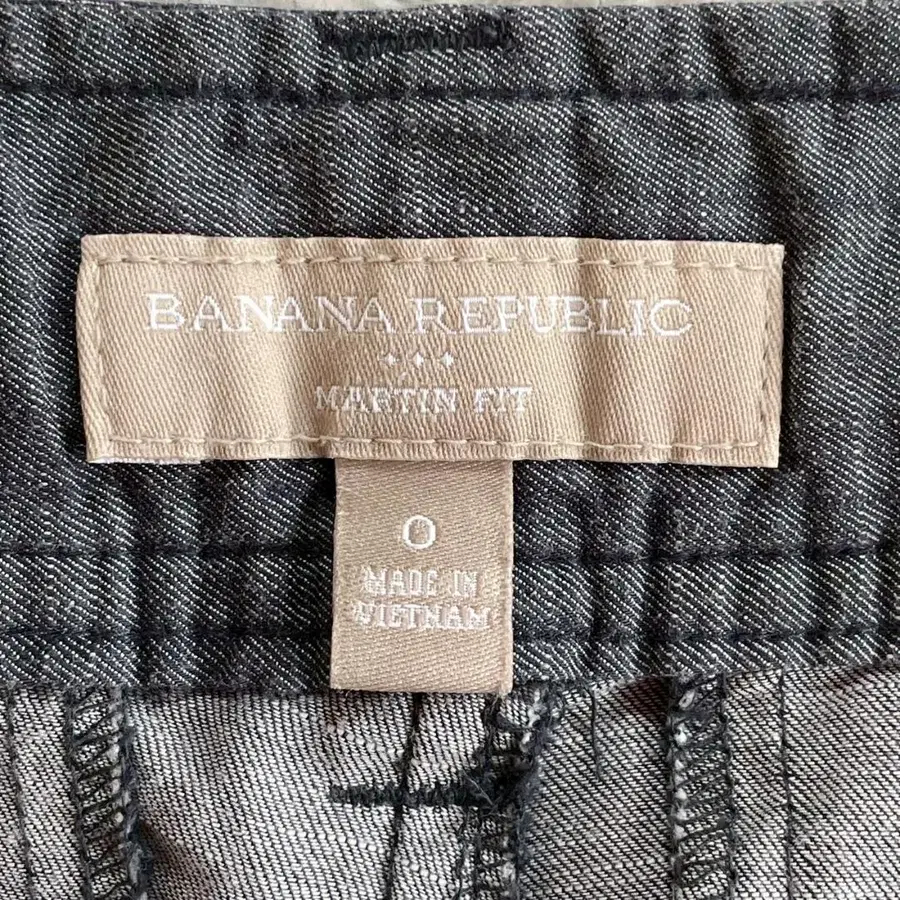 BANANA REPUBLIC
MARTIN FIT
0
MADE IN
VIETNAM